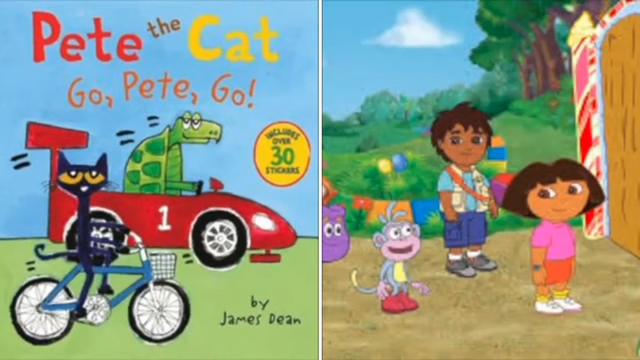 Pete the Cat
Go, Pete, Go!
INCLUDES
OVER
30
STICKERS
1
by
James Dean